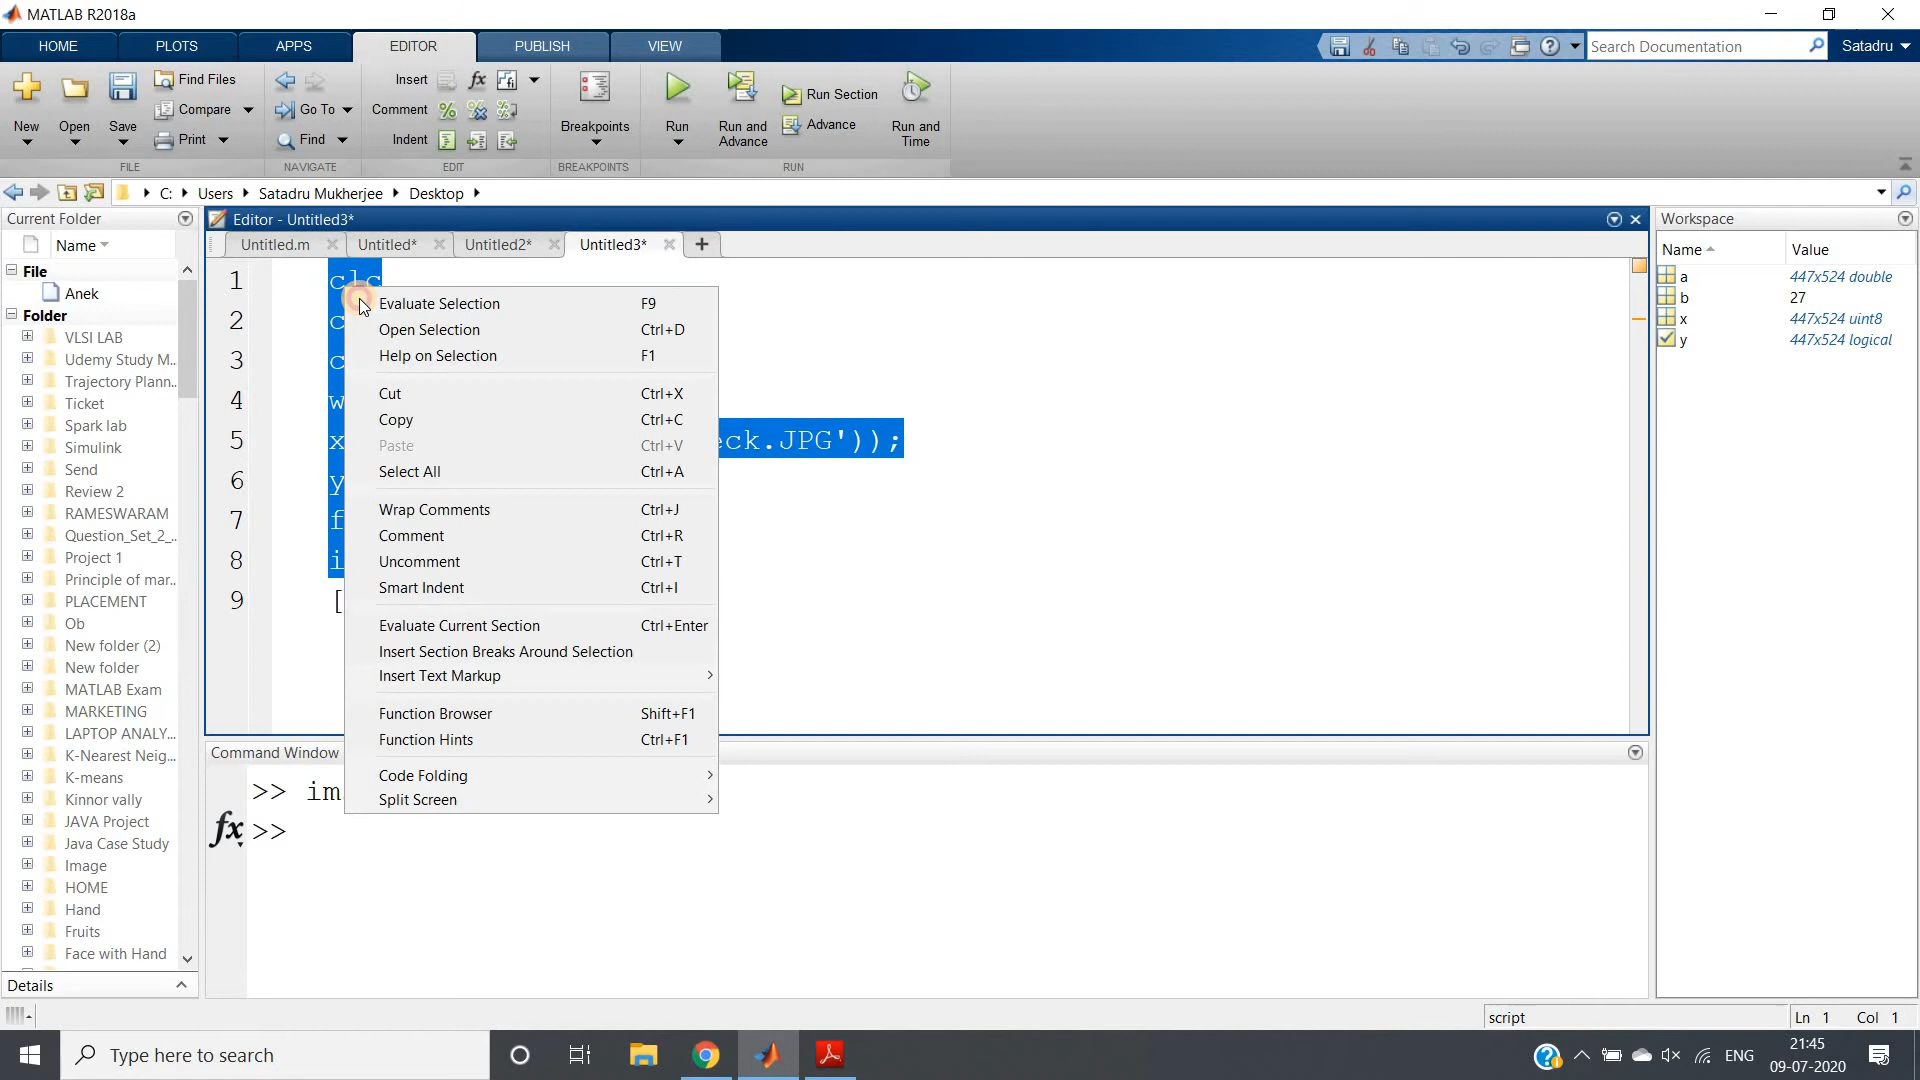 MATLAB R2018a
HOME PLOTS APPS EDITOR PUBLISH VIEW
Search Documentation
Satadru
New
Open
Save
Find Files
Compare
Print
FILE
Go To
Find
NAVIGATE
Insert
Comment
Indent
EDIT
Breakpoints
BREAKPOINTS
Run
Run and
Advance
Run Section
Advance
Run and
Time
RUN
C: Users Satadru Mukherjee Desktop
Current Folder
Name
File
Anek
Folder
VLSI LAB
Udemy Study M...
Trajectory Plann...
Ticket
Spark lab
Simulink
Send
Review 2
RAMESWARAM
Question_Set_2_...
Project 1
Principle of mar...
PLACEMENT
Ob
New folder (2)
New folder
MATLAB Exam
MARKETING
LAPTOP ANALY...
K-Nearest Neig...
K-means
Kinnor vally
JAVA Project
Java Case Study
Image
HOME
Hand
Fruits
Face with Hand
Details
Editor - Untitled3*
Untitled.m Untitled* Untitled2* Untitled3* +
1 clc
2 c
3 c
4 w
5 x eck.JPG'));
6 y
7 f
8 i
9 [
Evaluate Selection F9
Open Selection Ctrl+D
Help on Selection F1
Cut Ctrl+X
Copy Ctrl+C
Paste Ctrl+V
Select All Ctrl+A
Wrap Comments Ctrl+J
Comment Ctrl+R
Uncomment Ctrl+T
Smart Indent Ctrl+I
Evaluate Current Section Ctrl+Enter
Insert Section Breaks Around Selection
Insert Text Markup
Function Browser Shift+F1
Function Hints Ctrl+F1
Code Folding
Split Screen
Command Window
>> im
fx >>
Workspace
Name Value
a 447x524 double
b 27
x 447x524 uint8
y 447x524 logical
script
Ln 1 Col 1
Type here to search
ENG
21:45
09-07-2020